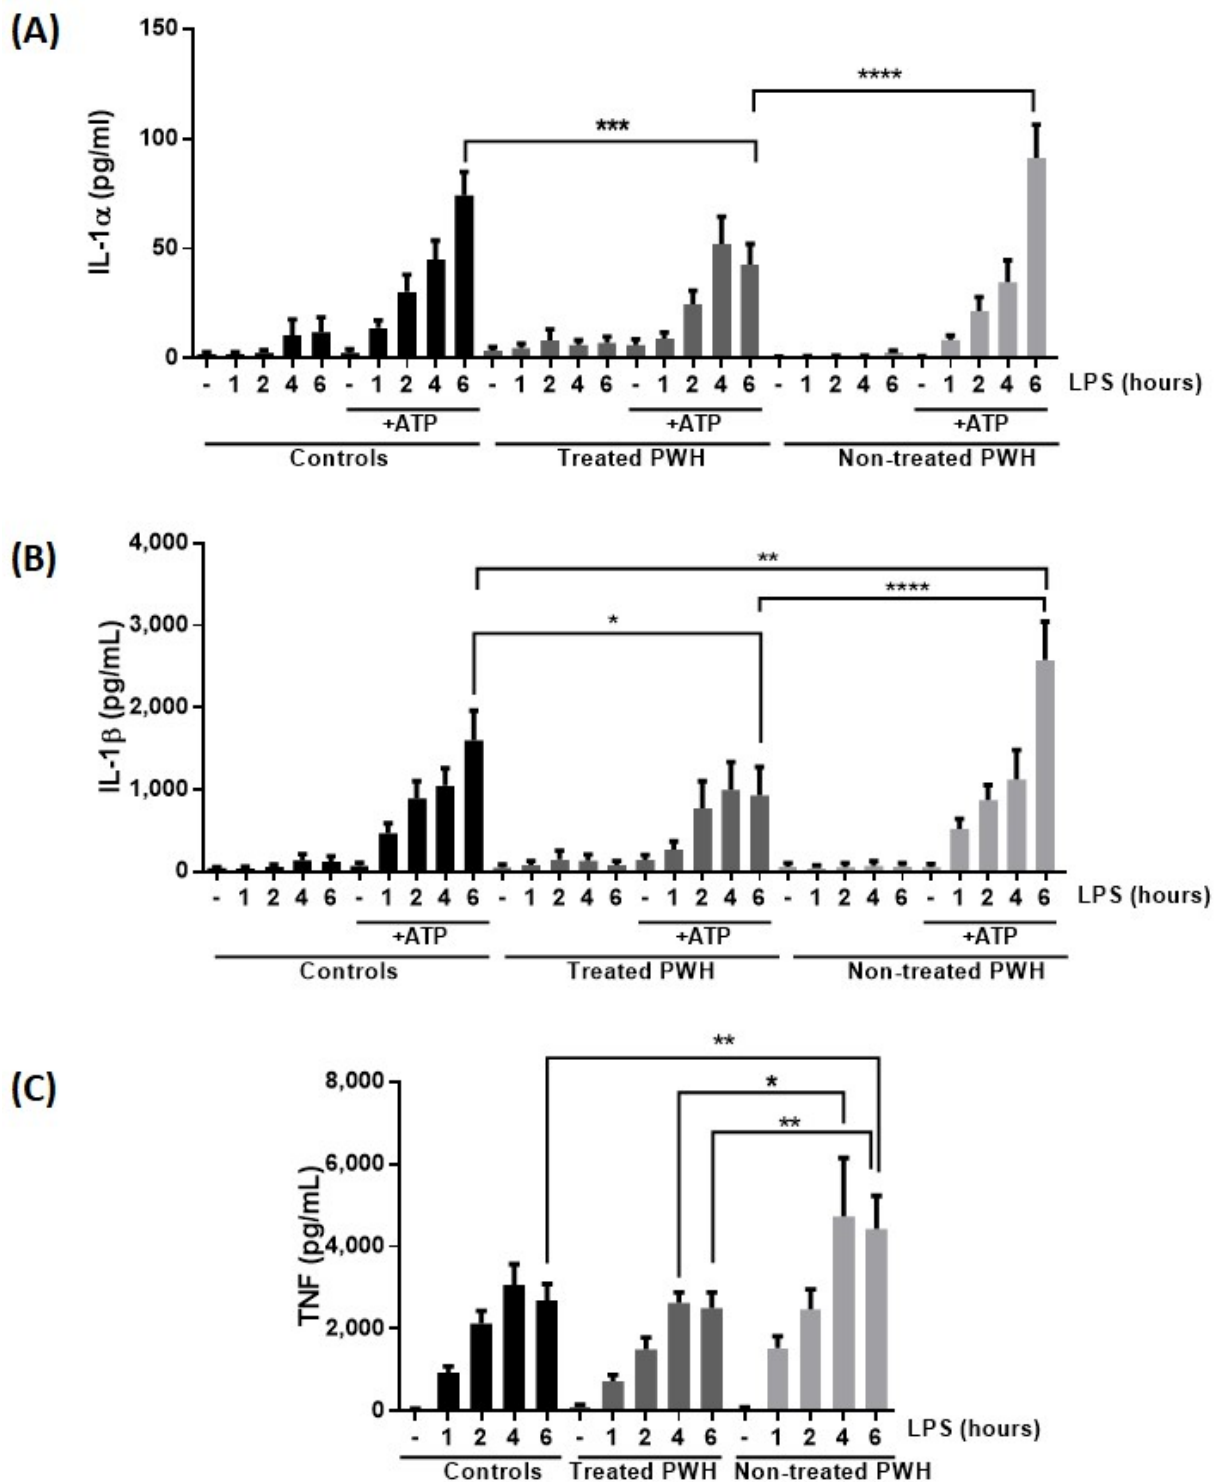 (A)
150
100
50
0
IL-1α (pg/ml)
***
****
- 1 2 4 6 - 1 2 4 6 - 1 2 4 6 - 1 2 4 6 - 1 2 4 6 - 1 2 4 6 LPS (hours)
+ATP +ATP +ATP
Controls Treated PWH Non-treated PWH
(B)
4,000
3,000
2,000
1,000
0
IL-1β (pg/mL)
**
****
*
- 1 2 4 6 - 1 2 4 6 - 1 2 4 6 - 1 2 4 6 - 1 2 4 6 - 1 2 4 6 LPS (hours)
+ATP +ATP +ATP
Controls Treated PWH Non-treated PWH
(C)
8,000
6,000
4,000
2,000
0
TNF (pg/mL)
**
*
**
- 1 2 4 6 - 1 2 4 6 - 1 2 4 6 LPS (hours)
Controls Treated PWH Non-treated PWH